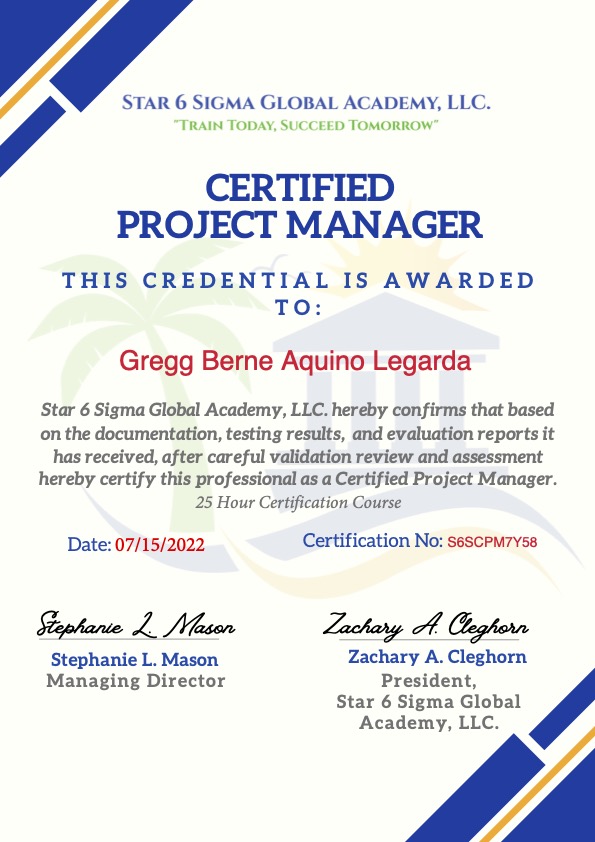 STAR 6 SIGMA GLOBAL ACADEMY, LLC.
"TRAIN TODAY, SUCCEED TOMORROW"
CERTIFIED
PROJECT MANAGER
THIS CREDENTIAL IS AWARDED
TO:
Gregg Berne Aquino Legarda
Star 6 Sigma Global Academy, LLC. hereby confirms that based
on the documentation, testing results, and evaluation reports it
has received, after careful validation review and assessment
hereby certify this professional as a Certified Project Manager.
25 Hour Certification Course
Date: 07/15/2022 Certification No: S6SCPM7Y58
Stephanie L. Mason Zachary A. Cleghorn
Stephanie L. Mason Zachary A. Cleghorn
Managing Director President,
Star 6 Sigma Global
Academy, LLC.